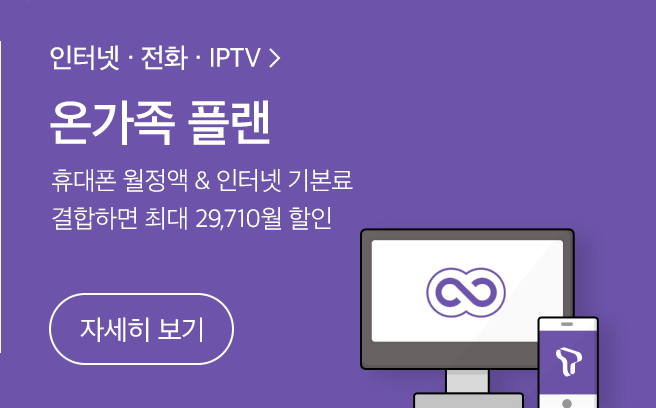 인터넷 · 전화 · IPTV >
온가족 플랜
휴대폰 월정액 & 인터넷 기본료
결합하면 최대 29,710월 할인
자세히 보기